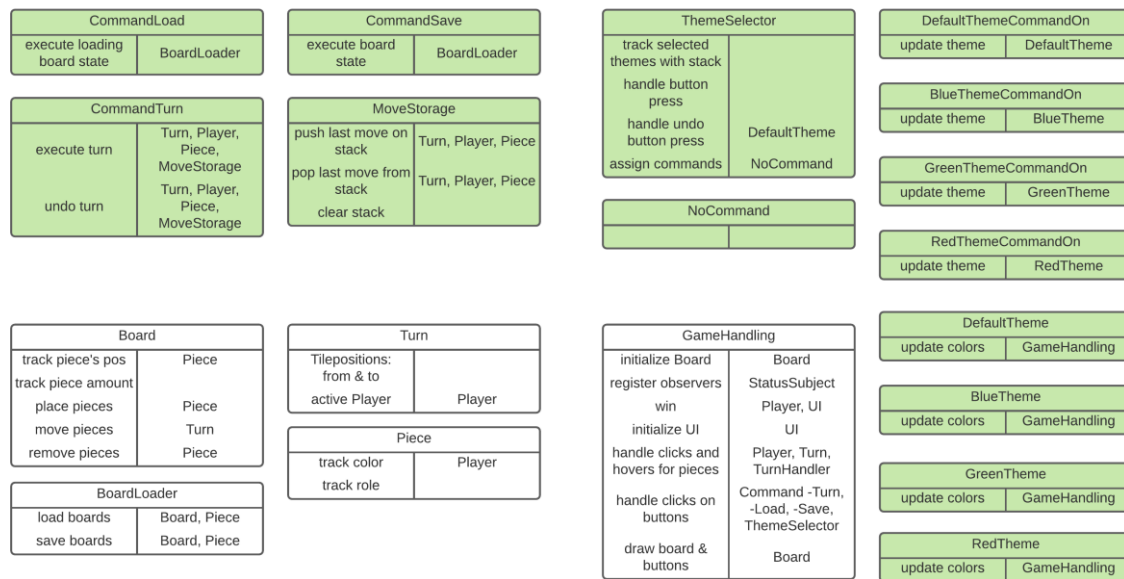 CommandLoad
execute loading
board state
BoardLoader
CommandSave
execute board
state
BoardLoader
CommandTurn
execute turn
Turn, Player,
Piece,
MoveStorage
undo turn
Turn, Player,
Piece,
MoveStorage
MoveStorage
push last move on
stack
Turn, Player, Piece
pop last move from
stack
Turn, Player, Piece
clear stack
ThemeSelector
track selected
themes with stack
handle button
press
handle undo
button press
DefaultTheme
assign commands
NoCommand
NoCommand
DefaultThemeCommandOn
update theme
DefaultTheme
BlueThemeCommandOn
update theme
BlueTheme
GreenThemeCommandOn
update theme
GreenTheme
RedThemeCommandOn
update theme
RedTheme
Board
track piece's pos
Piece
track piece amount
place pieces
Piece
move pieces
Turn
remove pieces
Piece
BoardLoader
load boards
Board, Piece
save boards
Board, Piece
Turn
Tilepositions:
from & to
active Player
Player
Piece
track color
Player
track role
GameHandling
initialize Board
Board
register observers
StatusSubject
win
Player, UI
initialize UI
UI
handle clicks and
hovers for pieces
Player, Turn,
TurnHandler
handle clicks on
buttons
Command -Turn,
-Load, -Save,
ThemeSelector
draw board &
buttons
Board
DefaultTheme
update colors
GameHandling
BlueTheme
update colors
GameHandling
GreenTheme
update colors
GameHandling
RedTheme
update colors
GameHandling